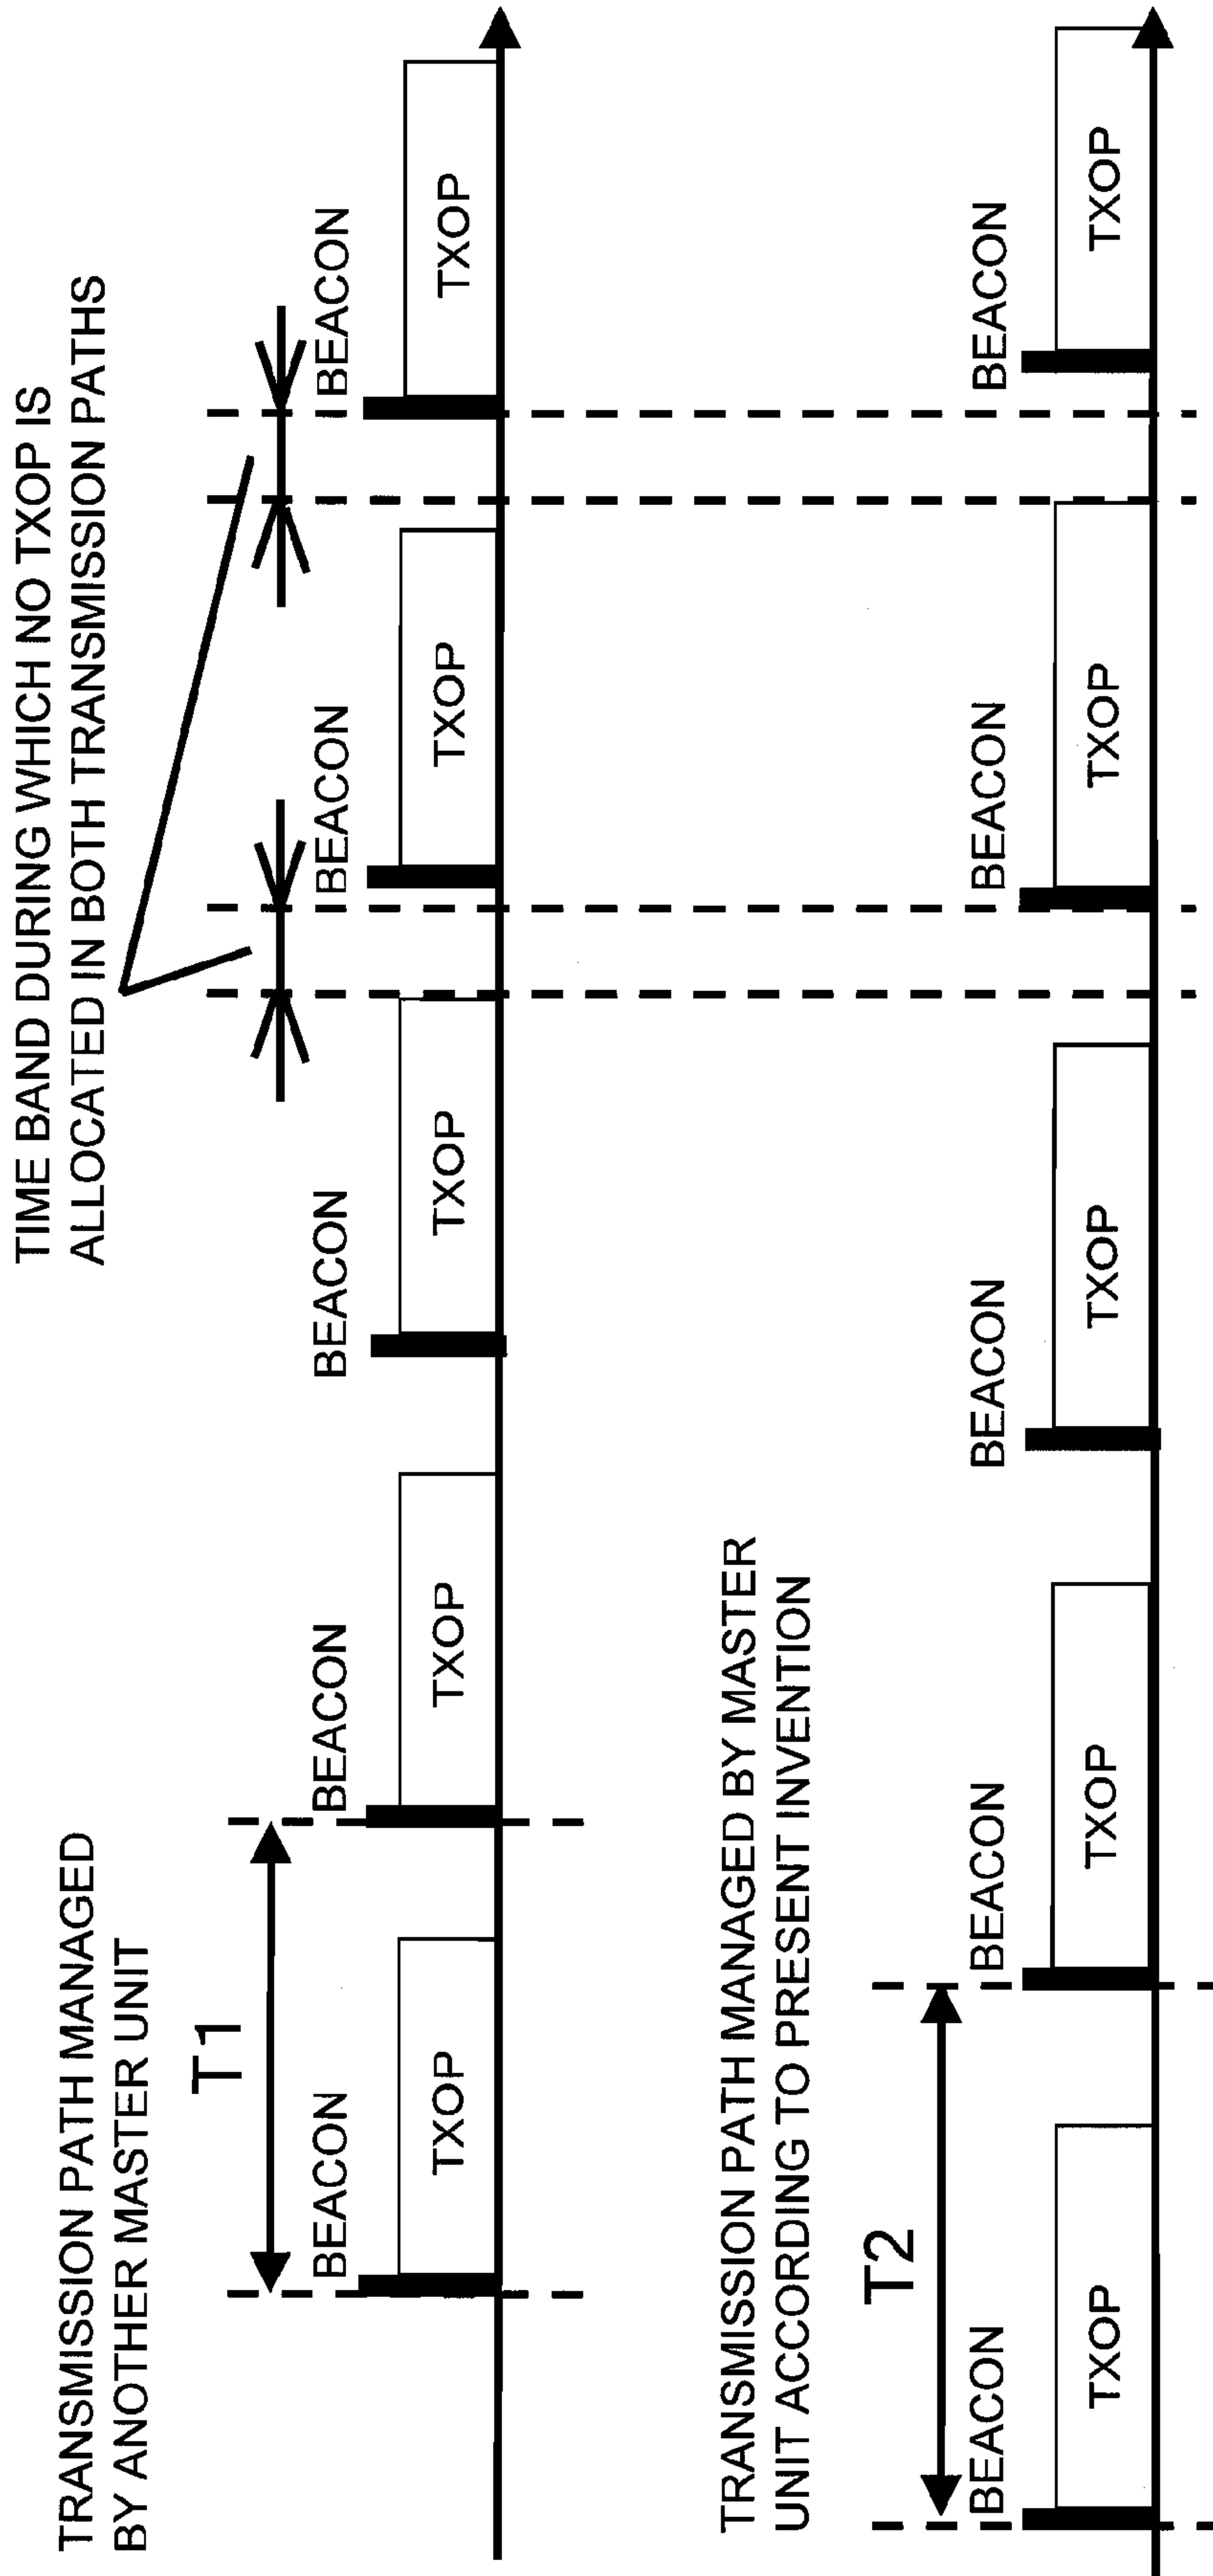 TIME BAND DURING WHICH NO TXOP IS
ALLOCATED IN BOTH TRANSMISSION PATHS
TRANSMISSION PATH MANAGED
BY ANOTHER MASTER UNIT
T1
BEACON
BEACON
BEACON
BEACON
BEACON
TXOP
TXOP
TXOP
TXOP
TXOP
TRANSMISSION PATH MANAGED BY MASTER
UNIT ACCORDING TO PRESENT INVENTION
T2
BEACON
BEACON
BEACON
BEACON
BEACON
TXOP
TXOP
TXOP
TXOP
TXOP